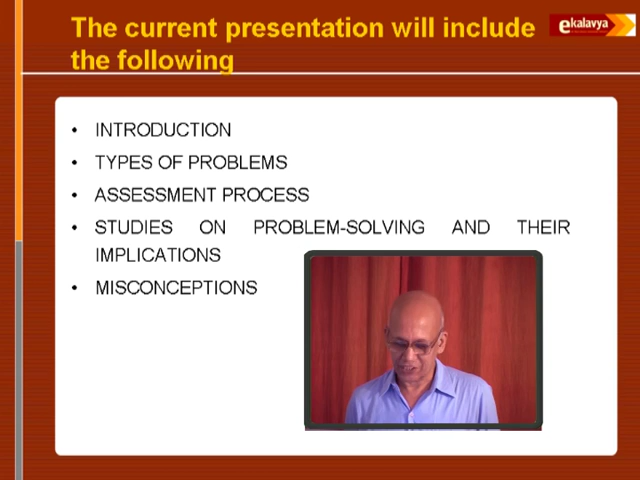 The current presentation will include
the following
ekalavya
• INTRODUCTION
• TYPES OF PROBLEMS
• ASSESSMENT PROCESS
• STUDIES ON PROBLEM-SOLVING AND THEIR
IMPLICATIONS
• MISCONCEPTIONS